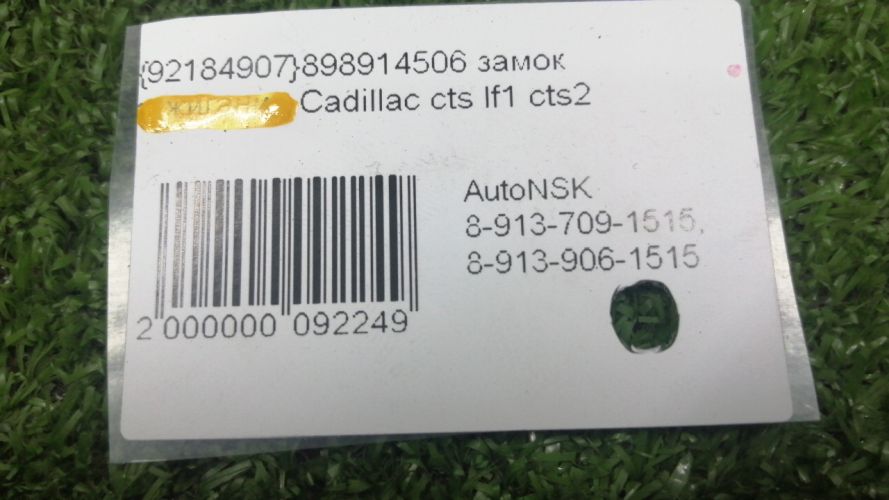 {92184907}898914506 замок
Cadillac cts lf1 cts2
AutoNSK
8-913-709-1515,
8-913-906-1515
2 000000 092249